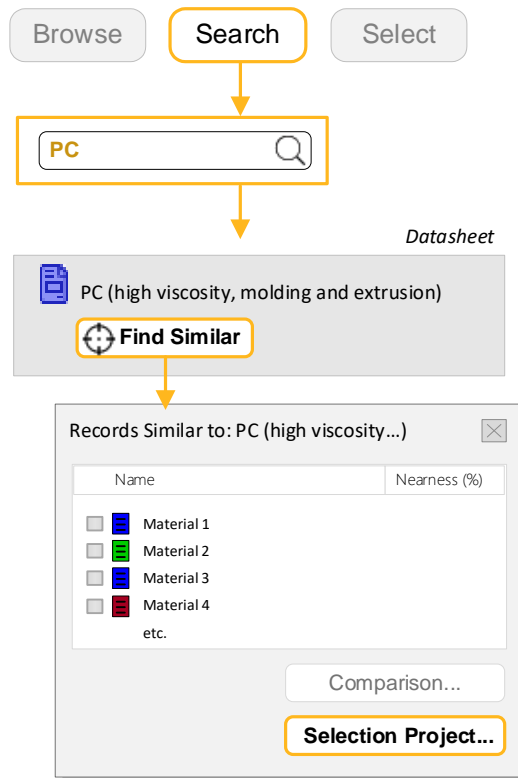 Browse Search Select
PC
Datasheet
PC (high viscosity, molding and extrusion)
Find Similar
Records Similar to: PC (high viscosity...)
Name Nearness (%)
Material 1
Material 2
Material 3
Material 4
etc.
Comparison...
Selection Project...